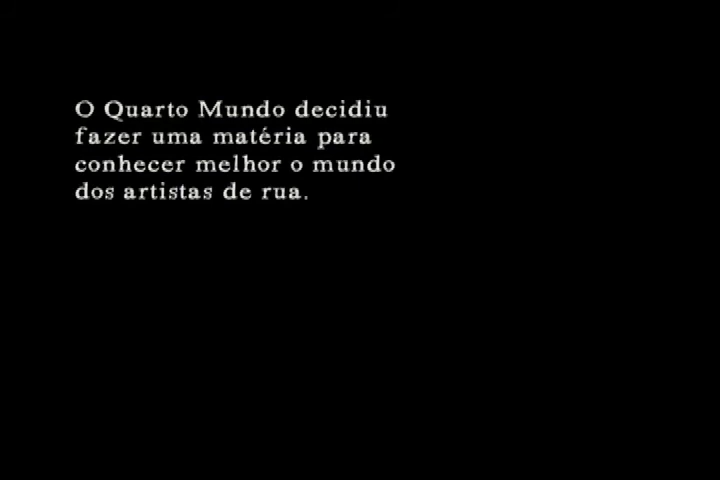 O Quarto Mundo decidiu
fazer uma matéria para
conhecer melhor o mundo
dos artistas de rua.